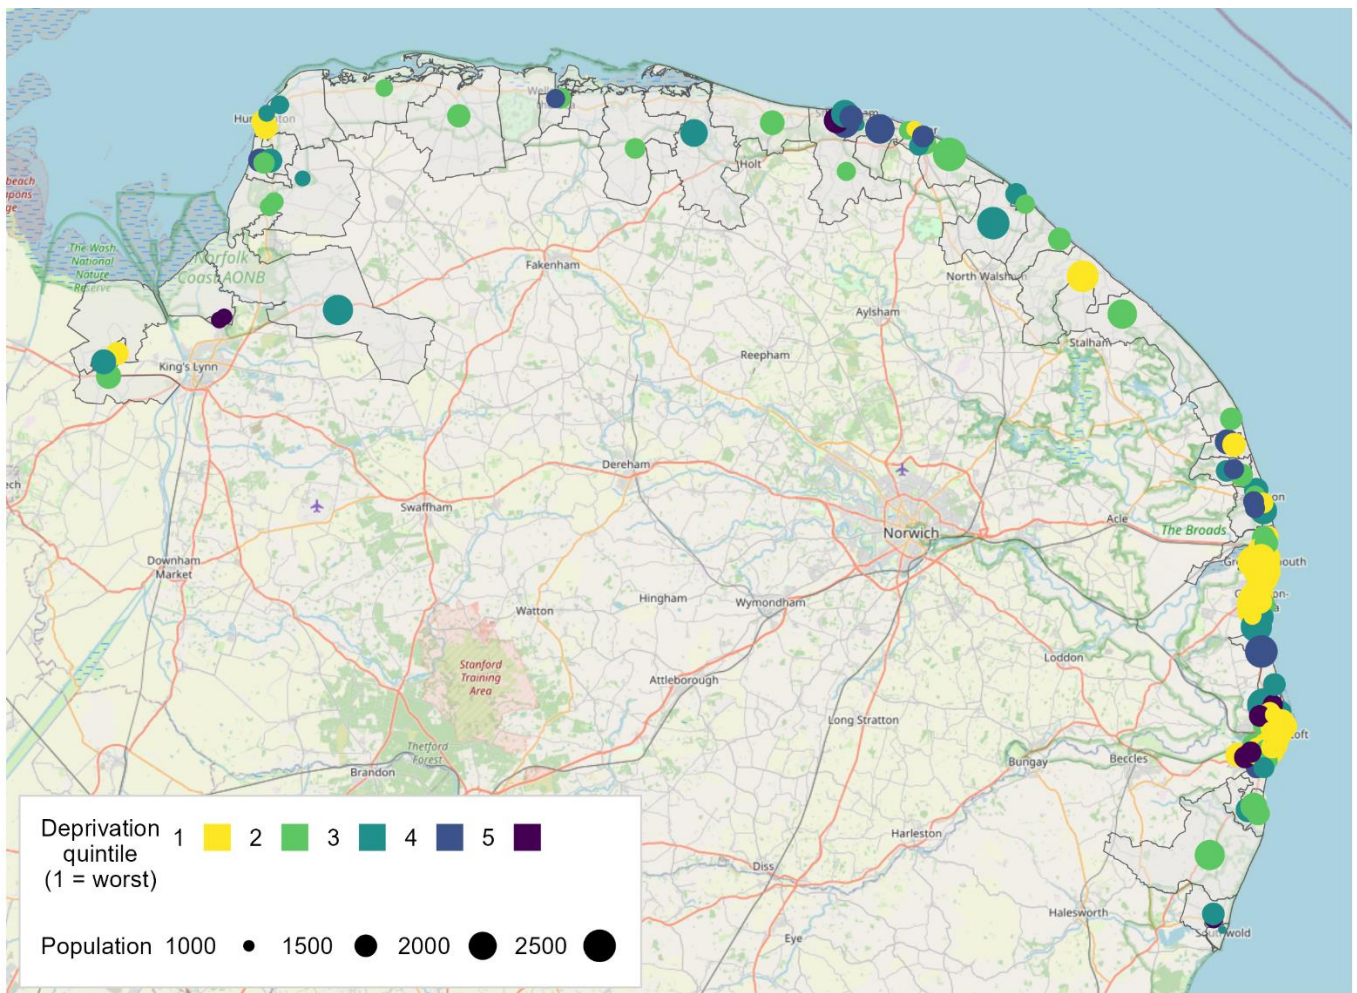 Holt
beach
The Wash
National
Nature
Reserve
Norfolk
Coast AONB
Fakenham
North Walsham
Aylsham
Reepham
Stalham
King's Lynn
Dereham
Swaffham
Norwich
Acle
The Broads
Downham
Market
Watton
Hingham
Wymondham
Stanford
Training
Area
Attleborough
Loddon
Long Stratton
Thetford
Forest
Brandon
Bungay
Beccles
Harleston
Diss
Halesworth
Eye
Southwold
Deprivation
quintile
(1 = worst)
1 2 3 4 5
Population 1000 1500 2000 2500